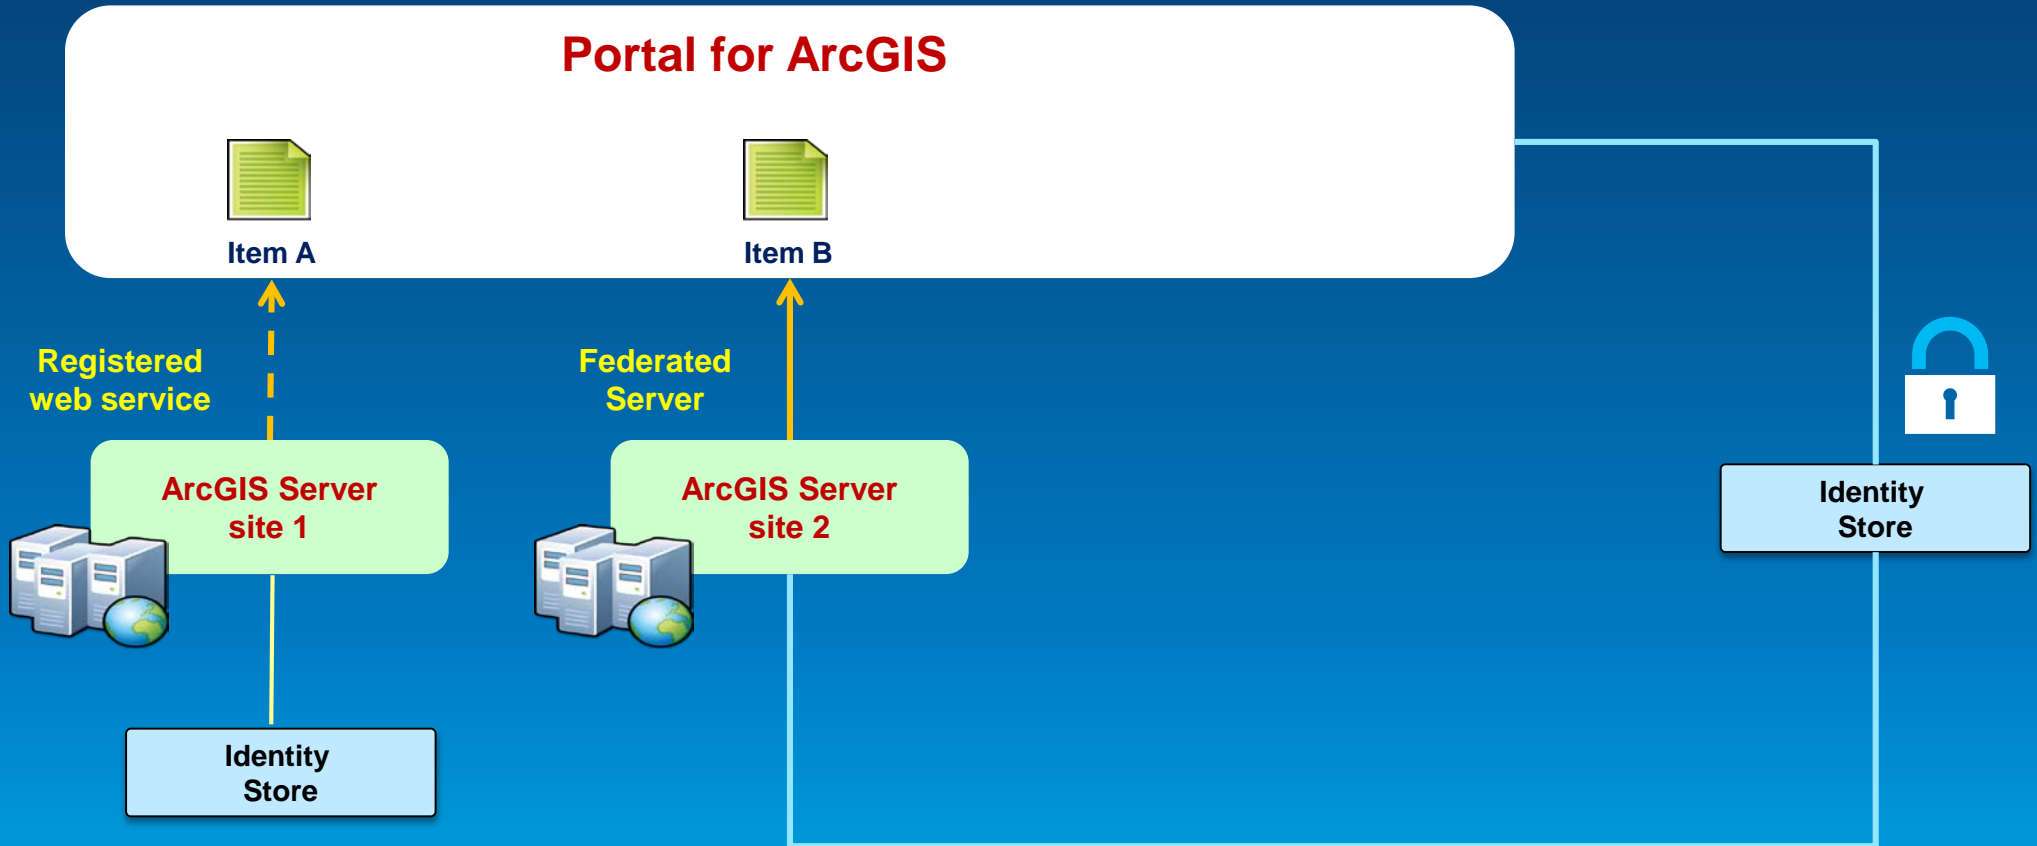 Portal for ArcGIS
Item A
Item B
Registered
web service
Federated
Server
ArcGIS Server
site 1
ArcGIS Server
site 2
Identity
Store
Identity
Store